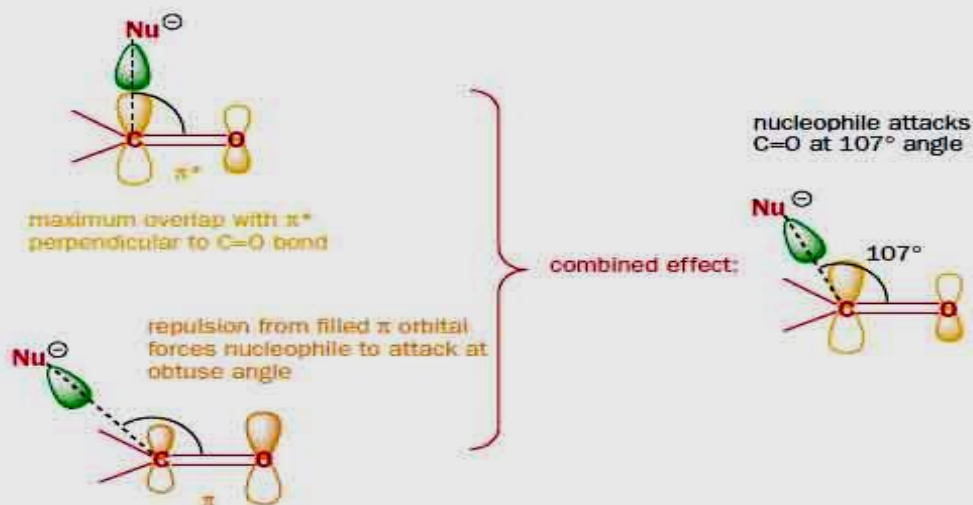 Nu⊖
C
O
π*
maximum overlap with π*
perpendicular to C=O bond
repulsion from filled π orbital
forces nucleophile to attack at
obtuse angle
Nu⊖
C
O
π
combined effect:
nucleophile attacks
C=O at 107° angle
Nu⊖
107°
C
O